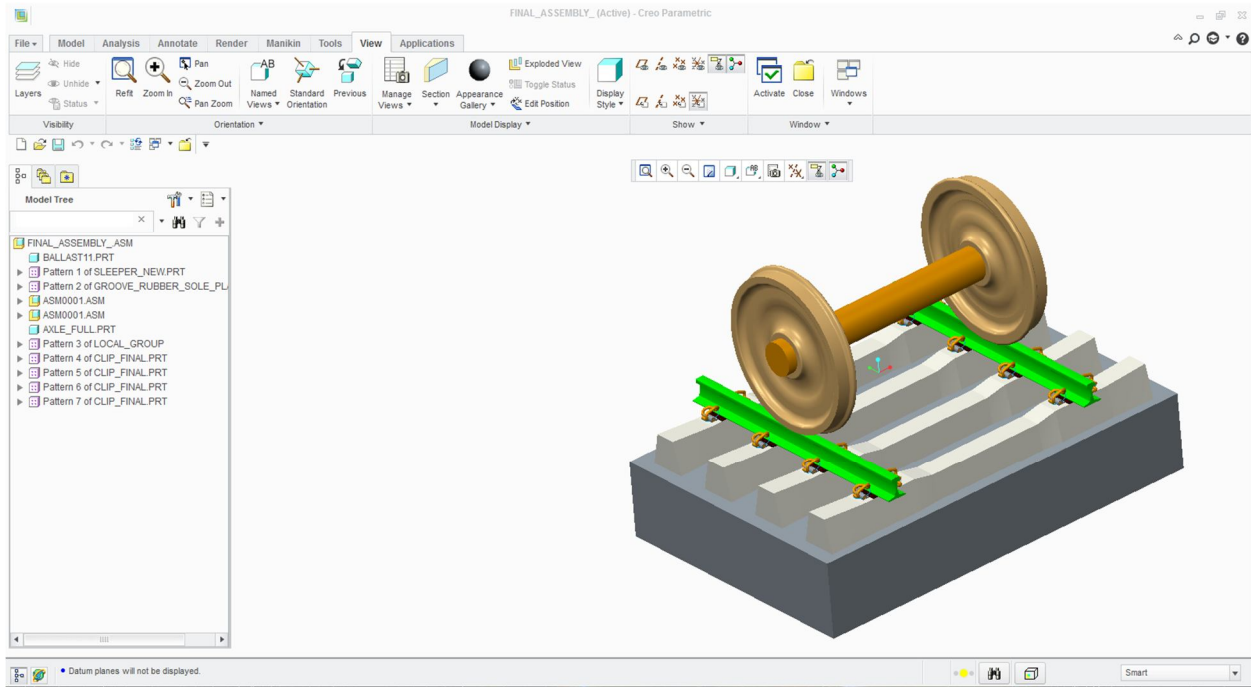 FINAL_ASSEMBLY_ (Active) - Creo Parametric
File Model Analysis Annotate Render Manikin Tools View Applications
Hide
Unhide
Status
Layers
Refit
Zoom In
Pan
Zoom Out
Pan Zoom
AB
Named Views
Standard Orientation
Previous
Manage Views
Section
Appearance Gallery
Exploded View
Toggle Status
Edit Position
Display Style
Activate
Close
Windows
Visibility Orientation Model Display Show Window
Model Tree
FINAL_ASSEMBLY_.ASM
BALLAST11.PRT
Pattern 1 of SLEEPER_NEW.PRT
Pattern 2 of GROOVE_RUBBER_SOLE_PL
ASM0001.ASM
ASM0001.ASM
AXLE_FULL.PRT
Pattern 3 of LOCAL_GROUP
Pattern 4 of CLIP_FINAL.PRT
Pattern 5 of CLIP_FINAL.PRT
Pattern 6 of CLIP_FINAL.PRT
Pattern 7 of CLIP_FINAL.PRT
Datum planes will not be displayed.
Smart